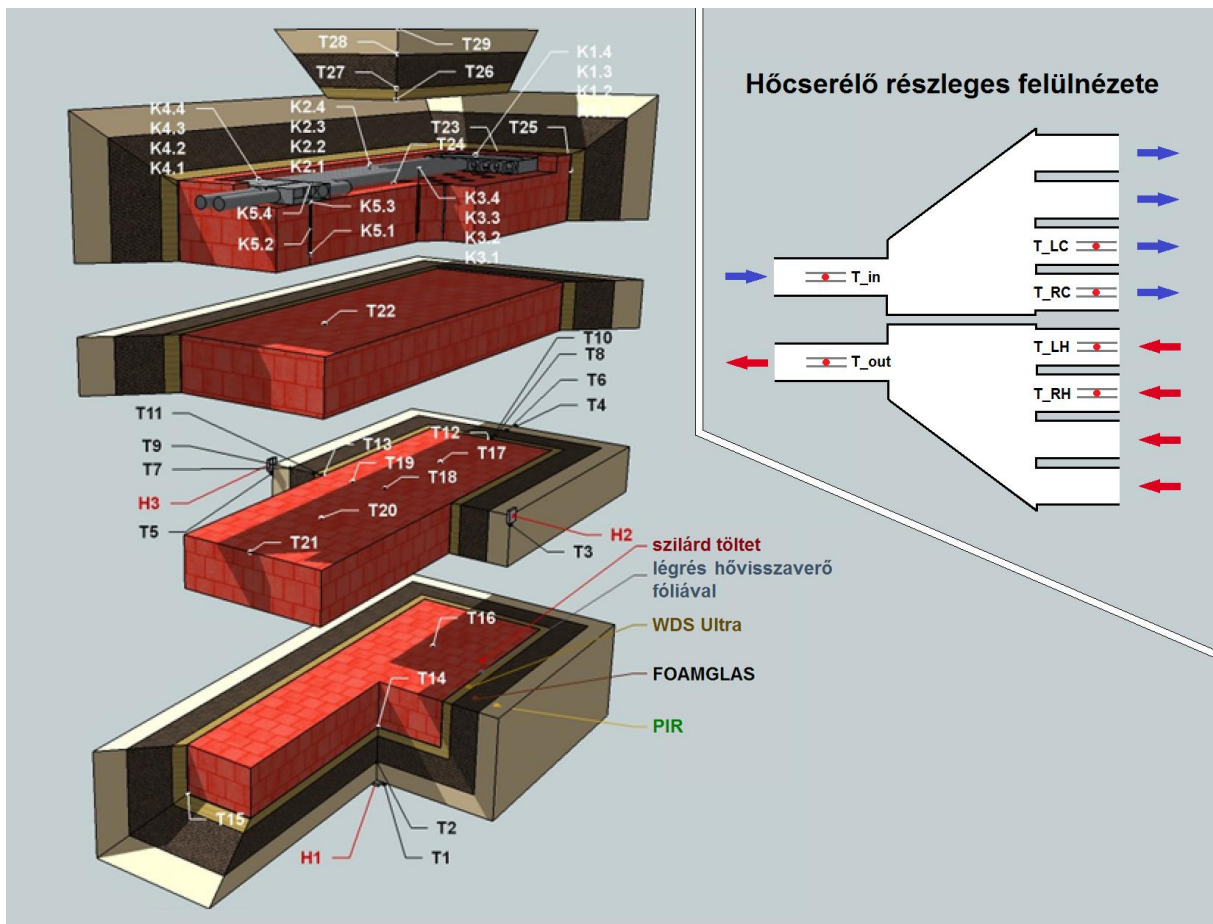 T28
T29
T27
T26
K1.4
K1.3
K1.2
K4.4
K4.3
K4.2
K4.1
K2.4
K2.3
K2.2
K2.1
T23
T24
T25
K5.4
K5.3
K5.2
K5.1
K3.4
K3.3
K3.2
K3.1
T22
T10
T8
T6
T4
T11
T9
T7
H3
T5
T13
T12
T19
T17
T18
T20
T21
H2
T3
szilárd töltet
légrés hővisszaverő
fóliával
WDS Ultra
FOAMGLAS
PIR
T16
T14
T15
T2
T1
H1
Hőcserélő részleges felülnézete
T_in
T_out
T_LC
T_RC
T_LH
T_RH